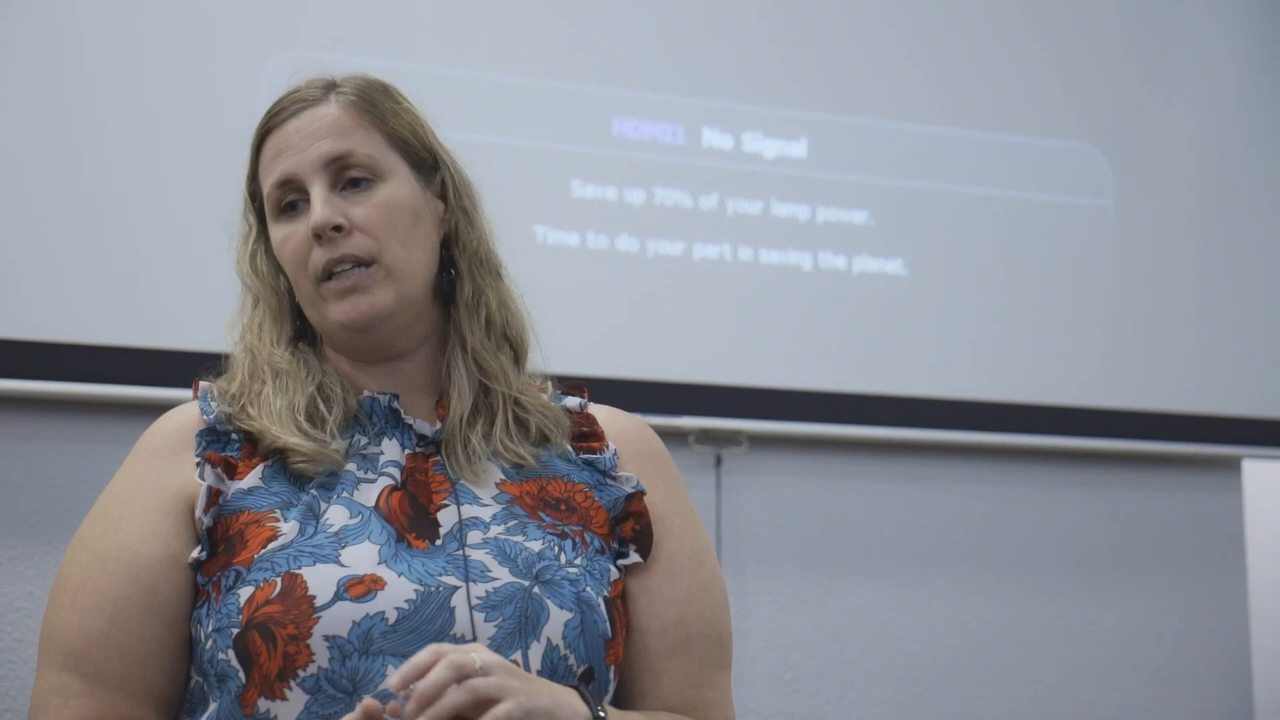 HDMI1 No Signal
Save up 70% of your lamp power.
Time to do your part in saving the planet.